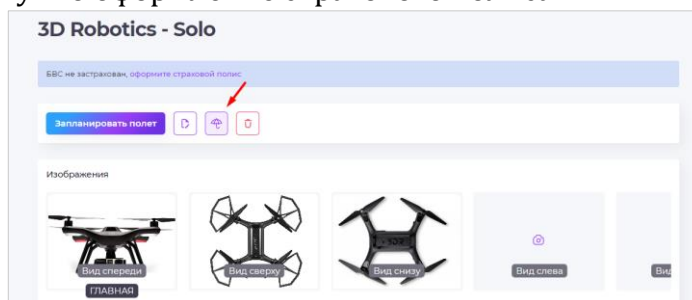 3D Robotics - Solo
БВС не застрахован, оформите страховой полис
Запланировать полет
Изображения
Вид спереди
Вид сверху
Вид снизу
Вид слева
ГЛАВНАЯ